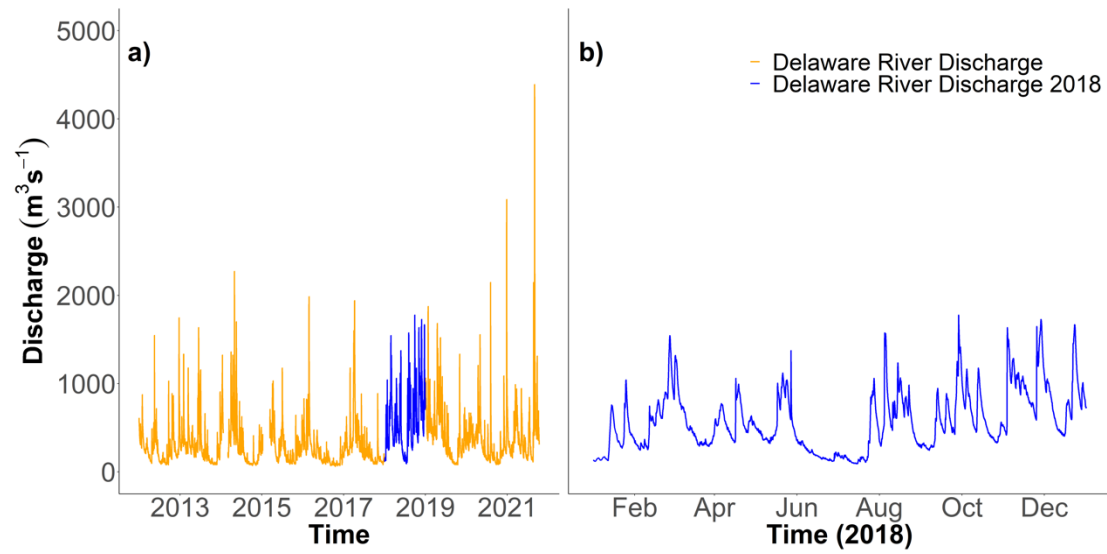 a)
b)
Delaware River Discharge
Delaware River Discharge 2018
Discharge (m³s⁻¹)
5000
4000
3000
2000
1000
0
2013 2015 2017 2019 2021
Time
Feb Apr Jun Aug Oct Dec
Time (2018)